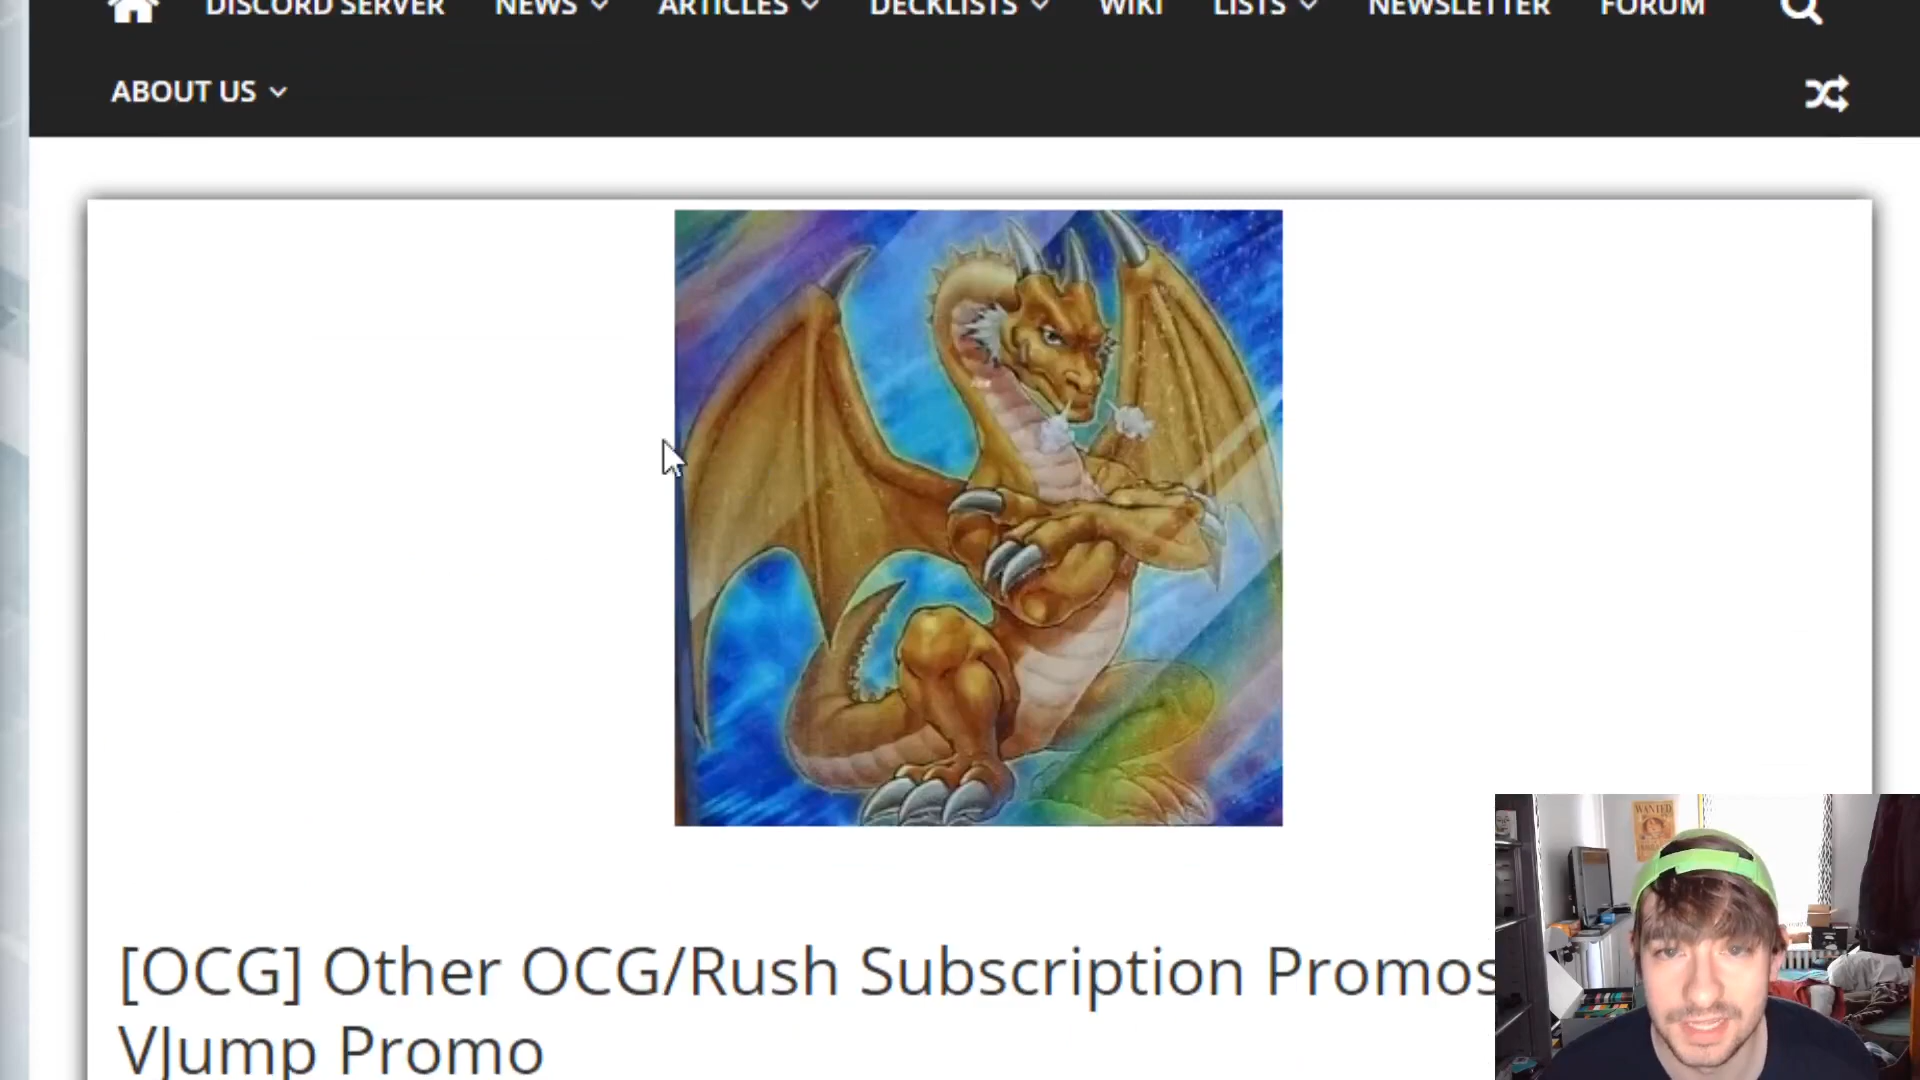 DISCORD SERVER NEWS ARTICLES DECKLISTS WIKI LISTS NEWSLETTER FORUM
ABOUT US
[OCG] Other OCG/Rush Subscription Promos
VJump Promo
WANTED